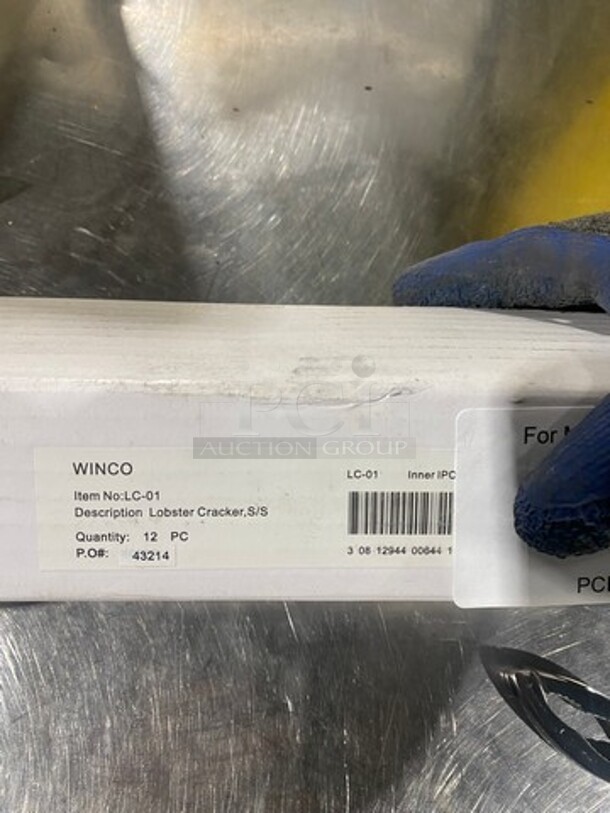 PCI
AUCTION GROUP
WINCO
Item No:LC-01
Description Lobster Cracker,S/S
Quantity: 12 PC
P.O#: 43214
LC-01 Inner IPC
3 08 12944 00644 1
For